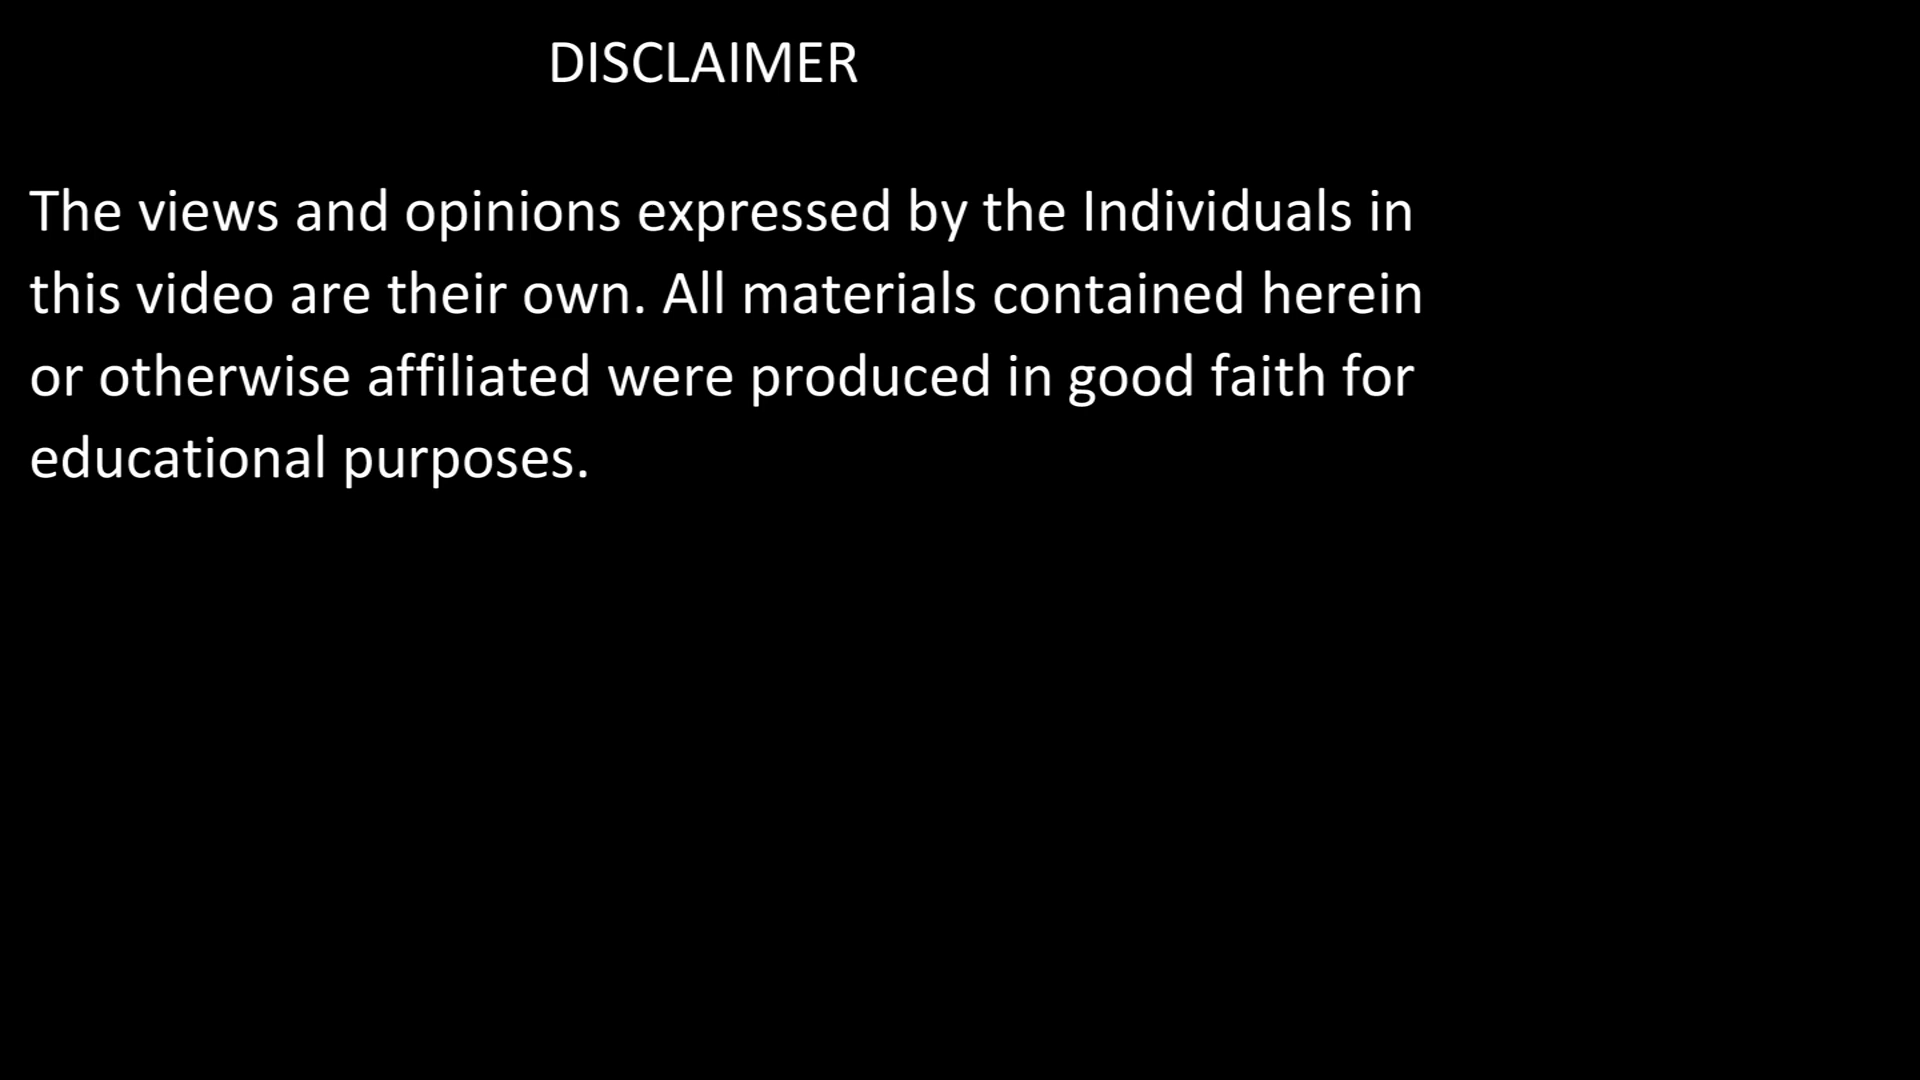 DISCLAIMER
The views and opinions expressed by the Individuals in
this video are their own. All materials contained herein
or otherwise affiliated were produced in good faith for
educational purposes.